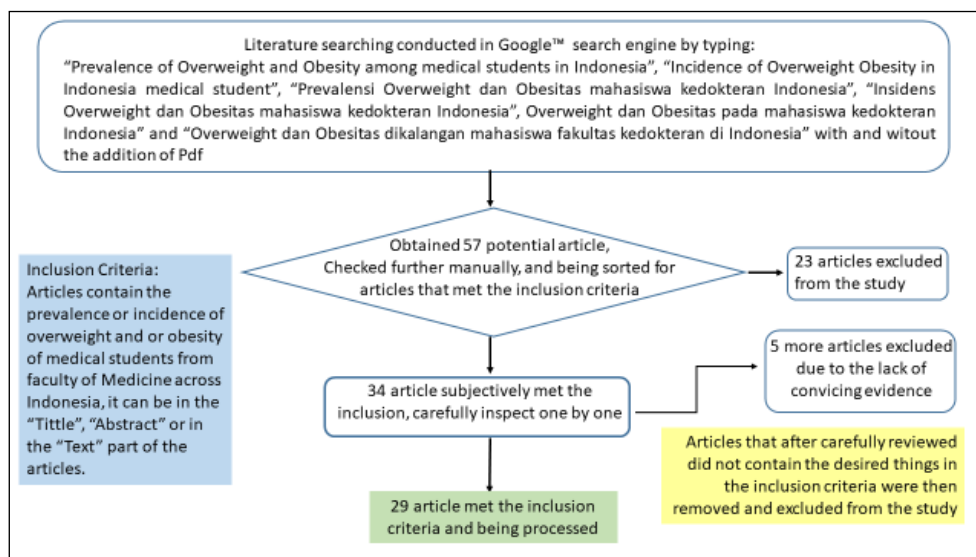 Literature searching conducted in Google™ search engine by typing:
“Prevalence of Overweight and Obesity among medical students in Indonesia”, “Incidence of Overweight Obesity in
Indonesia medical student”, “Prevalensi Overweight dan Obesitas mahasiswa kedokteran Indonesia”, “Insidens
Overweight dan Obesitas mahasiswa kedokteran Indonesia”, Overweight dan Obesitas pada mahasiswa kedokteran
Indonesia” and “Overweight dan Obesitas dikalangan mahasiswa fakultas kedokteran di Indonesia” with and witout
the addition of Pdf
Obtained 57 potential article,
Checked further manually, and being sorted for
articles that met the inclusion criteria
23 articles excluded
from the study
Inclusion Criteria:
Articles contain the
prevalence or incidence of
overweight and or obesity
of medical students from
faculty of Medicine across
Indonesia, it can be in the
“Tittle”, “Abstract” or in
the “Text” part of the
articles.
34 article subjectively met the
inclusion, carefully inspect one by one
5 more articles excluded
due to the lack of
convicing evidence
Articles that after carefully reviewed
did not contain the desired things in
the inclusion criteria were then
removed and excluded from the study
29 article met the inclusion
criteria and being processed